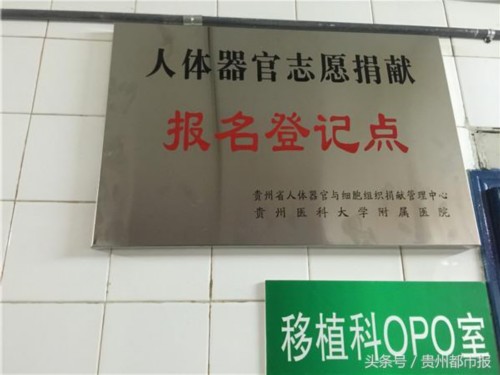 人体器官志愿捐献
报名登记点
贵州省人体器官与细胞组织捐献管理中心
贵州医科大学附属医院
移植科OPO室
头条号／贵州都市报